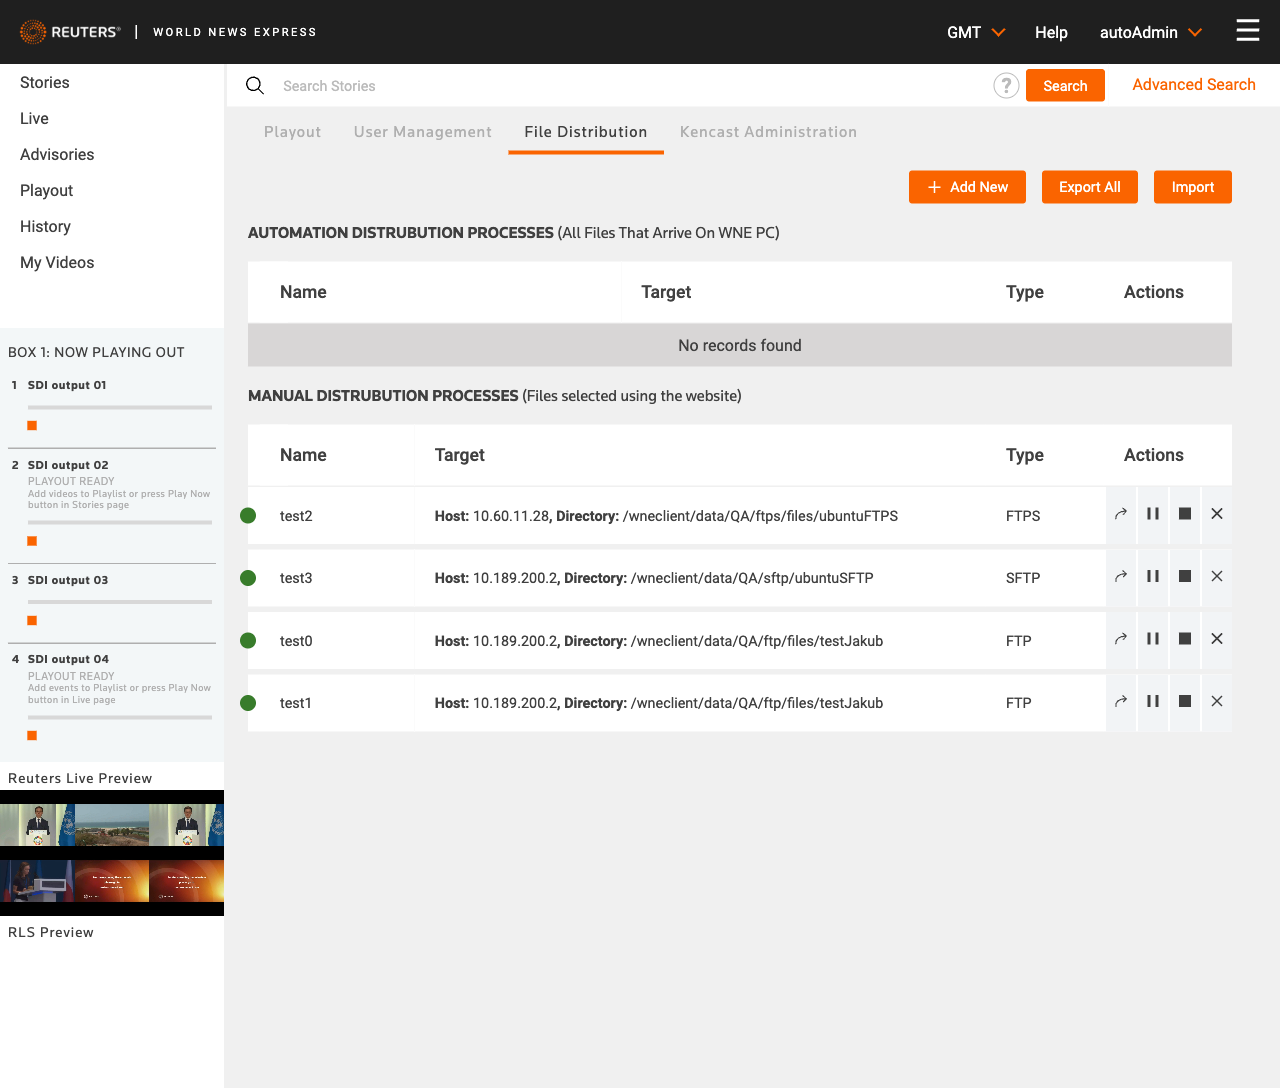 REUTERS® | WORLD NEWS EXPRESS
GMT
Help
autoAdmin
Stories
Live
Advisories
Playout
History
My Videos
Search Stories
?
Search
Advanced Search
Playout
User Management
File Distribution
Kencast Administration
+ Add New
Export All
Import
AUTOMATION DISTRUBUTION PROCESSES (All Files That Arrive On WNE PC)
Name Target Type Actions
No records found
MANUAL DISTRUBUTION PROCESSES (Files selected using the website)
Name Target Type Actions
test2 Host: 10.60.11.28, Directory: /wneclient/data/QA/ftps/files/ubuntuFTPS FTPS
test3 Host: 10.189.200.2, Directory: /wneclient/data/QA/sftp/ubuntuSFTP SFTP
test0 Host: 10.189.200.2, Directory: /wneclient/data/QA/ftp/files/testJakub FTP
test1 Host: 10.189.200.2, Directory: /wneclient/data/QA/ftp/files/testJakub FTP
BOX 1: NOW PLAYING OUT
1 SDI output 01
2 SDI output 02
PLAYOUT READY
Add videos to Playlist or press Play Now
button in Stories page
3 SDI output 03
4 SDI output 04
PLAYOUT READY
Add events to Playlist or press Play Now
button in Live page
Reuters Live Preview
RLS Preview